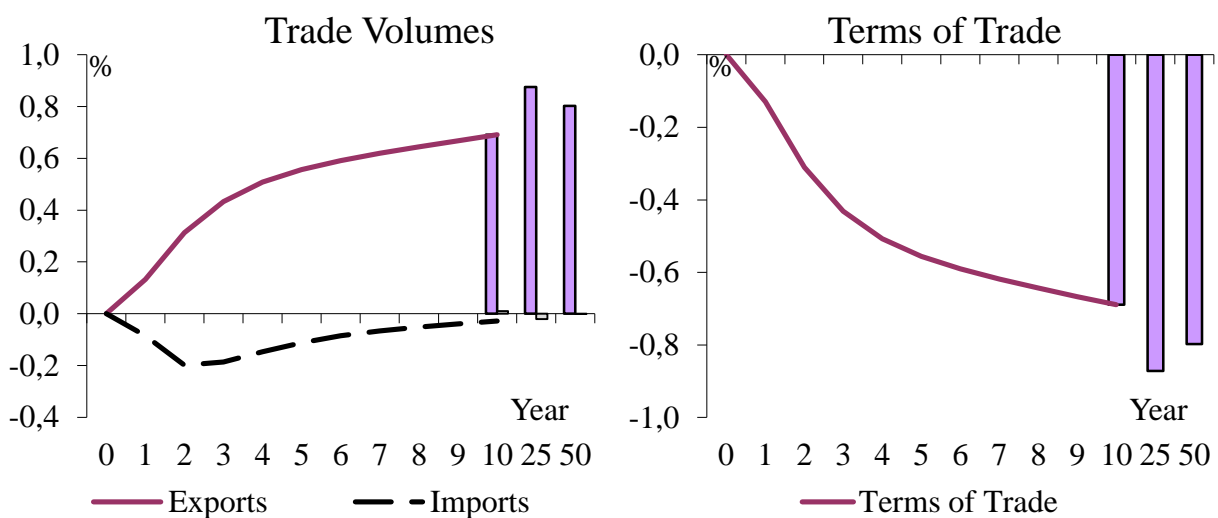 Trade Volumes
%
1,0
0,8
0,6
0,4
0,2
0,0
-0,2
-0,4
Year
0 1 2 3 4 5 6 7 8 9 10 25 50
Exports Imports
Terms of Trade
%
0,0
-0,2
-0,4
-0,6
-0,8
-1,0
Year
0 1 2 3 4 5 6 7 8 9 10 25 50
Terms of Trade